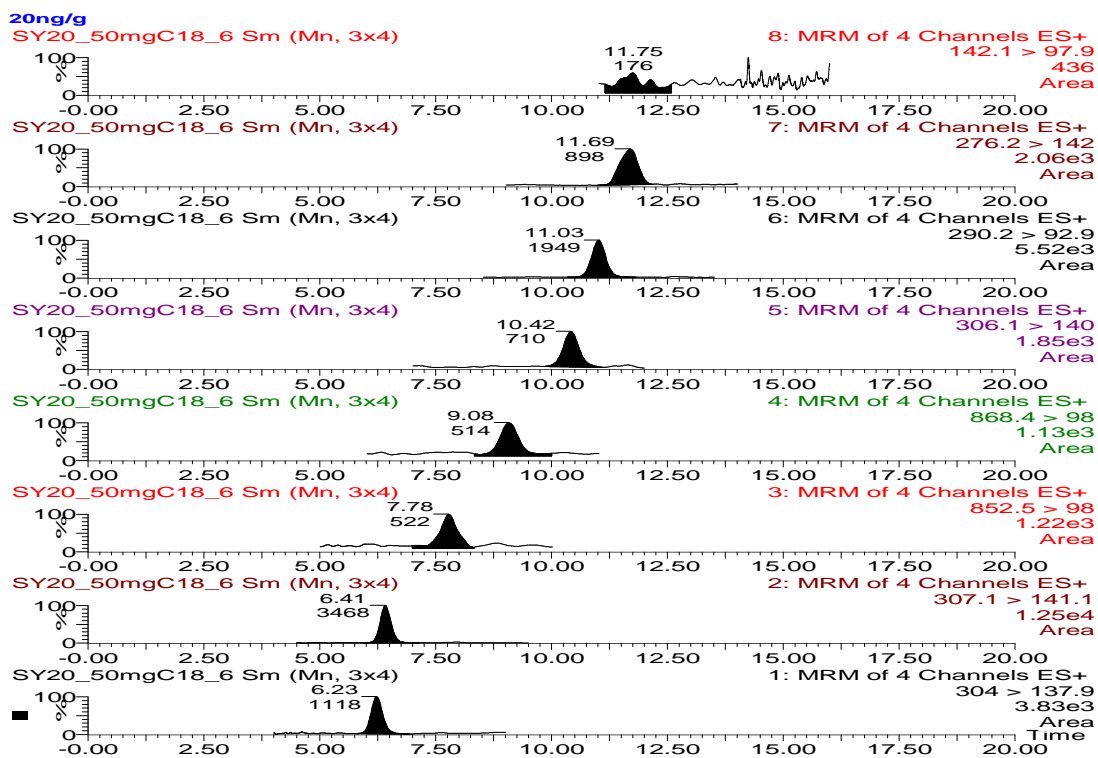 20ng/g
SY20_50mgC18_6 Sm (Mn, 3x4) 8: MRM of 4 Channels ES+
142.1 > 97.9
436
Area
11.75
176
100
%
0
-0.00 2.50 5.00 7.50 10.00 12.50 15.00 17.50 20.00
SY20_50mgC18_6 Sm (Mn, 3x4) 7: MRM of 4 Channels ES+
276.2 > 142
2.06e3
Area
11.69
898
100
%
0
-0.00 2.50 5.00 7.50 10.00 12.50 15.00 17.50 20.00
SY20_50mgC18_6 Sm (Mn, 3x4) 6: MRM of 4 Channels ES+
290.2 > 92.9
5.52e3
Area
11.03
1949
100
%
0
-0.00 2.50 5.00 7.50 10.00 12.50 15.00 17.50 20.00
SY20_50mgC18_6 Sm (Mn, 3x4) 5: MRM of 4 Channels ES+
306.1 > 140
1.85e3
Area
10.42
710
100
%
0
-0.00 2.50 5.00 7.50 10.00 12.50 15.00 17.50 20.00
SY20_50mgC18_6 Sm (Mn, 3x4) 4: MRM of 4 Channels ES+
868.4 > 98
1.13e3
Area
9.08
514
100
%
0
-0.00 2.50 5.00 7.50 10.00 12.50 15.00 17.50 20.00
SY20_50mgC18_6 Sm (Mn, 3x4) 3: MRM of 4 Channels ES+
852.5 > 98
1.22e3
Area
7.78
522
100
%
0
-0.00 2.50 5.00 7.50 10.00 12.50 15.00 17.50 20.00
SY20_50mgC18_6 Sm (Mn, 3x4) 2: MRM of 4 Channels ES+
307.1 > 141.1
1.25e4
Area
6.41
3468
100
%
0
-0.00 2.50 5.00 7.50 10.00 12.50 15.00 17.50 20.00
SY20_50mgC18_6 Sm (Mn, 3x4) 1: MRM of 4 Channels ES+
304 > 137.9
3.83e3
Area
6.23
1118
100
%
0
Time
-0.00 2.50 5.00 7.50 10.00 12.50 15.00 17.50 20.00